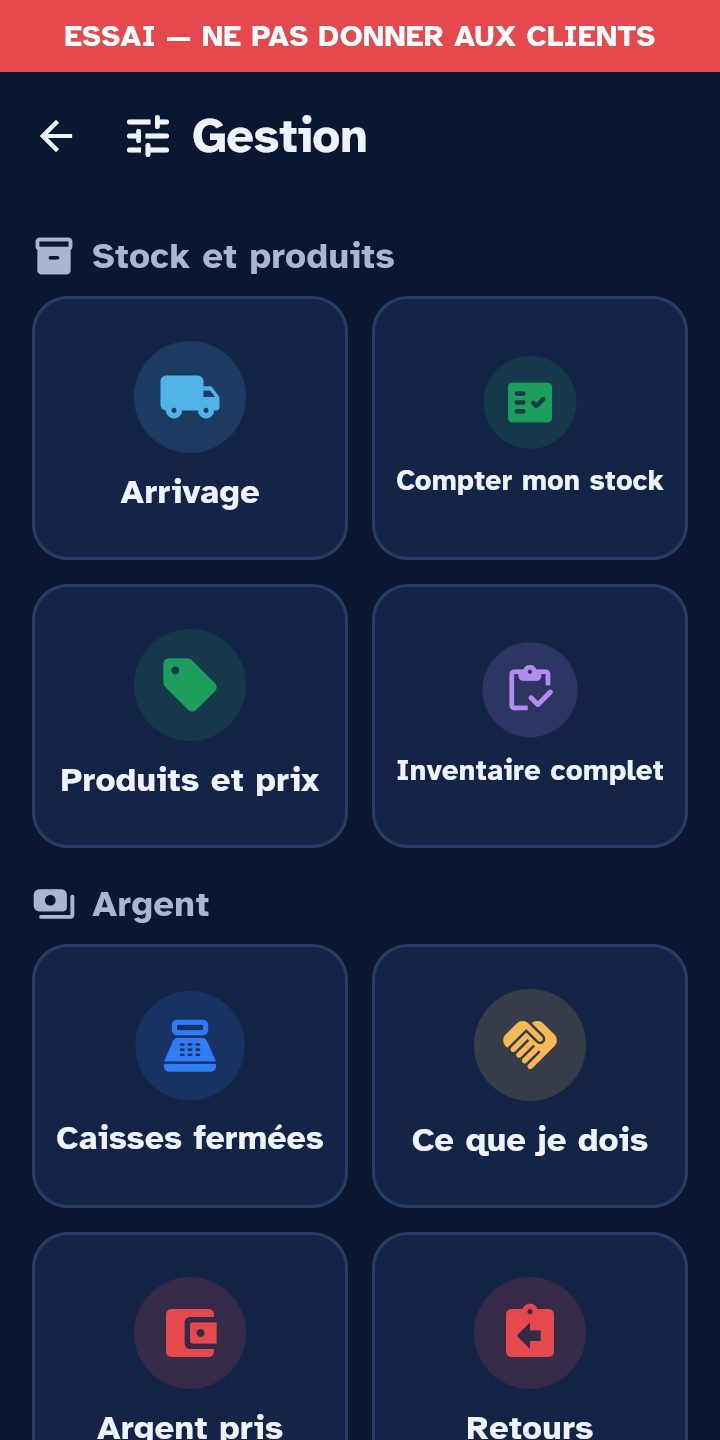 ESSAI — NE PAS DONNER AUX CLIENTS
Gestion
Stock et produits
Arrivage
Compter mon stock
Produits et prix
Inventaire complet
Argent
Caisses fermées
Ce que je dois
Argent pris
Retours